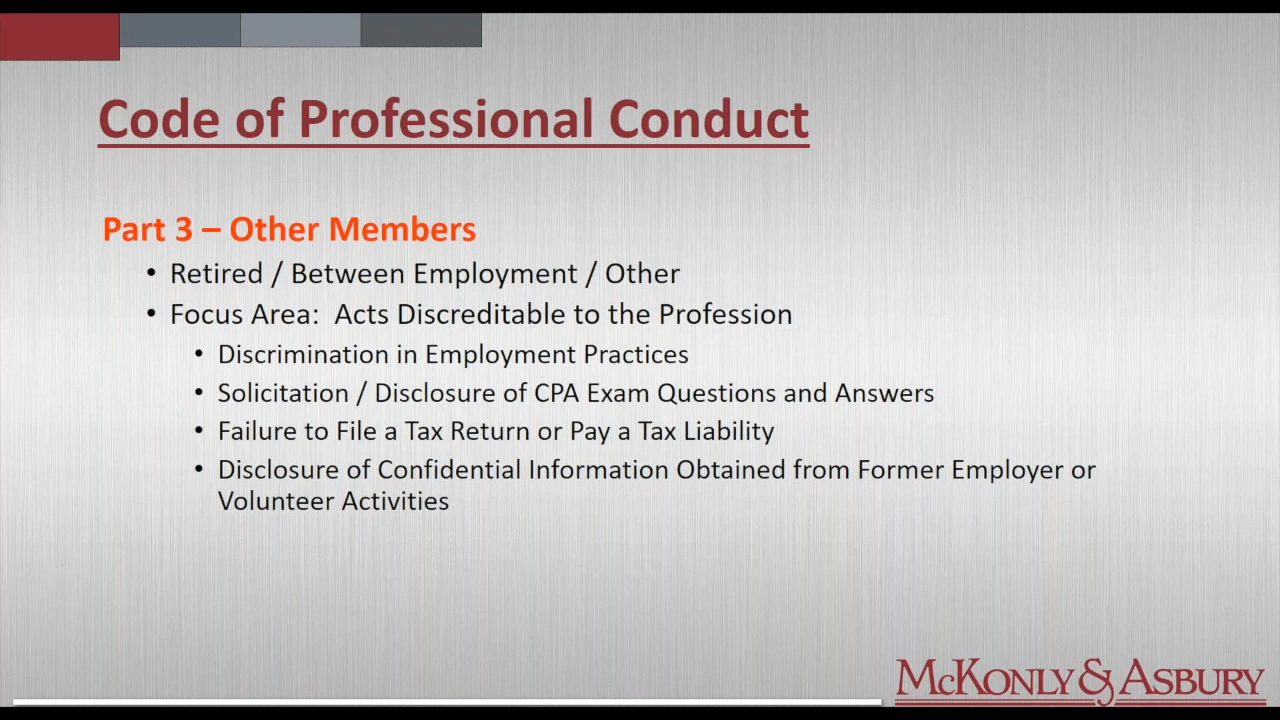 Code of Professional Conduct
Part 3 – Other Members
• Retired / Between Employment / Other
• Focus Area:  Acts Discreditable to the Profession
• Discrimination in Employment Practices
• Solicitation / Disclosure of CPA Exam Questions and Answers
• Failure to File a Tax Return or Pay a Tax Liability
• Disclosure of Confidential Information Obtained from Former Employer or
Volunteer Activities
McKonly & Asbury